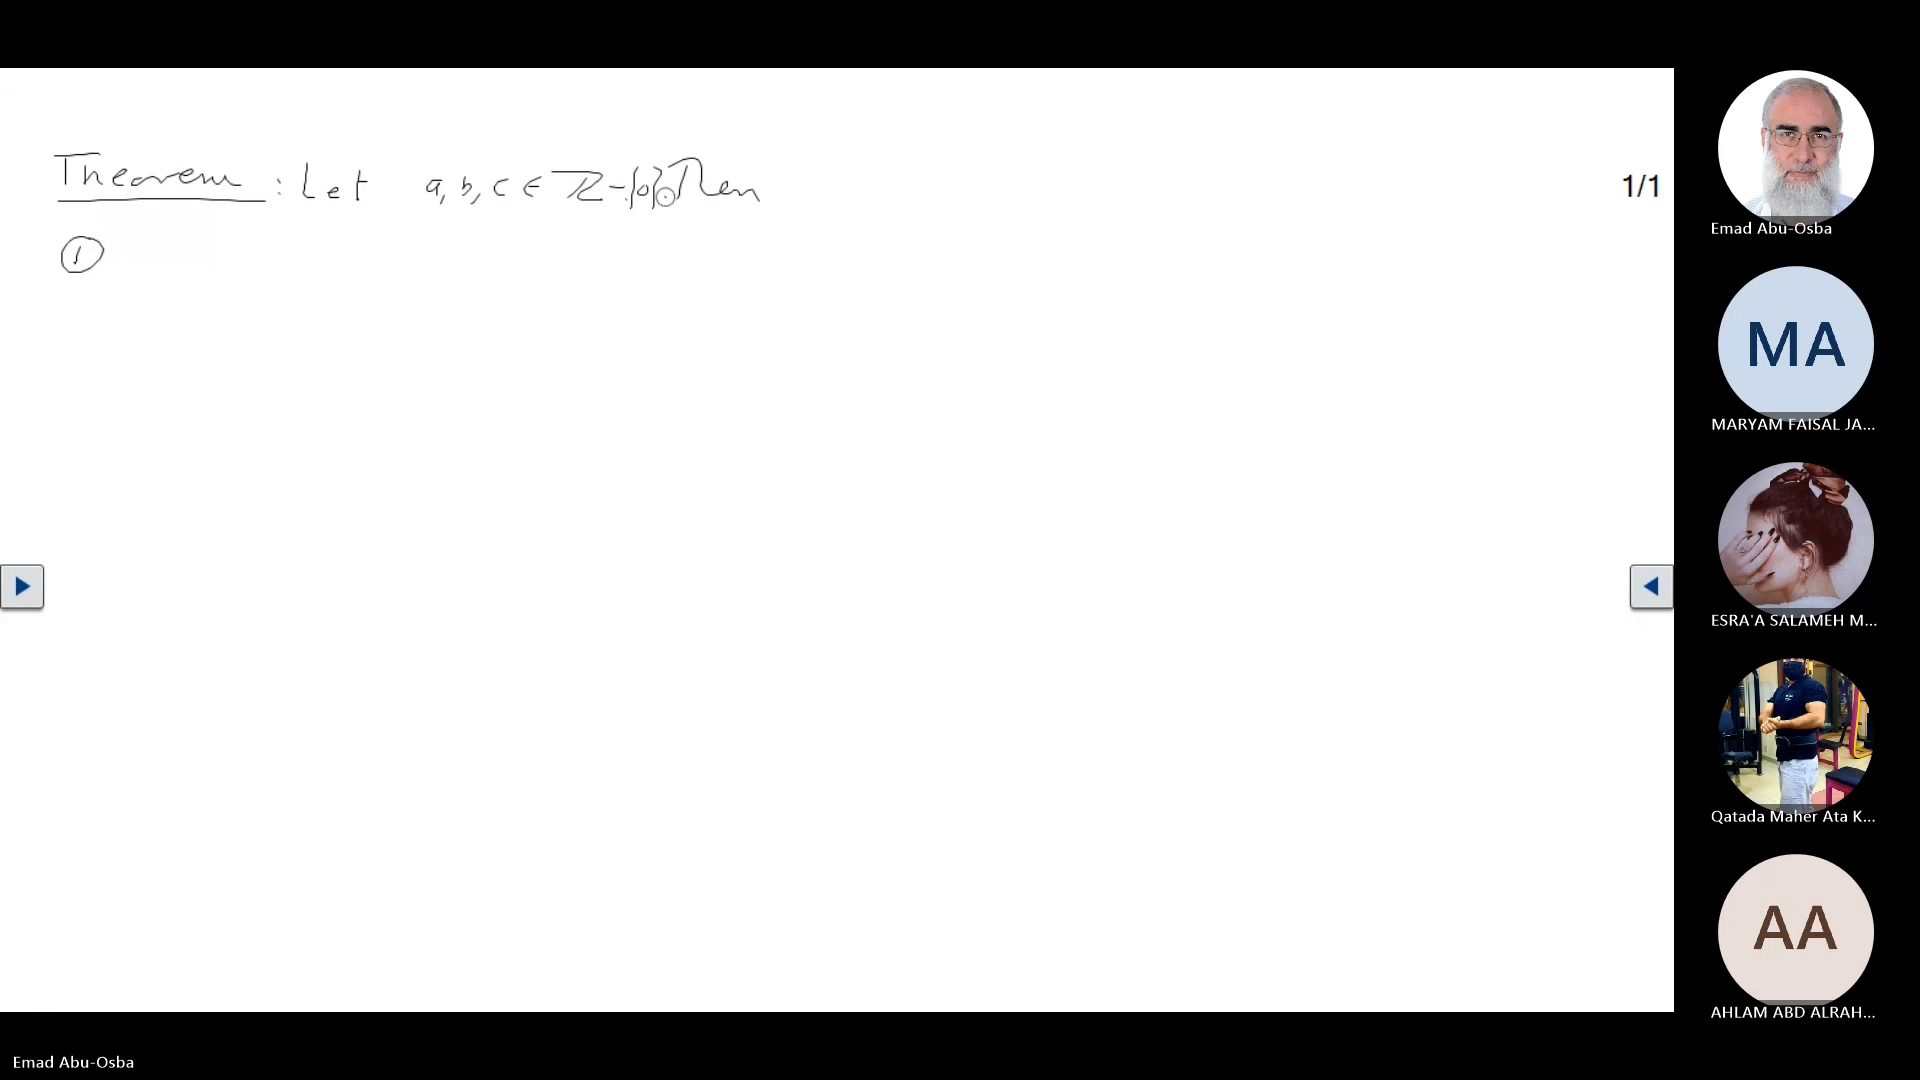 Theorem : Let a, b, c ∈ ℤ - {0}. Then
①
1/1
Emad Abu-Osba
MA
MARYAM FAISAL JA...
ESRA'A SALAMEH M...
Qatada Maher Ata K...
AA
AHLAM ABD ALRAH...
Emad Abu-Osba